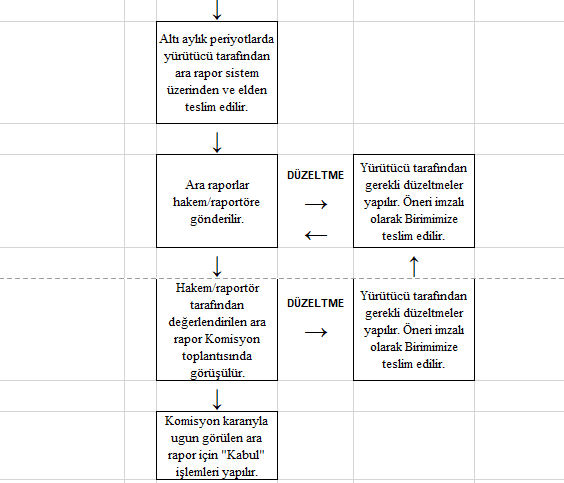 Altı aylık periyotlarda
yürütücü tarafından
ara rapor sistem
üzerinden ve elden
teslim edilir.
Ara raporlar
hakem/raportöre
gönderilir.
DÜZELTME
Yürütücü tarafından
gerekli düzeltmeler
yapılır. Öneri imzalı
olarak Birimimize
teslim edilir.
Hakem/raportör
tarafından
değerlendirilen ara
rapor Komisyon
toplantısında
görüşülür.
DÜZELTME
Yürütücü tarafından
gerekli düzeltmeler
yapılır. Öneri imzalı
olarak Birimimize
teslim edilir.
Komisyon kararıyla
ugun görülen ara
rapor için "Kabul"
işlemleri yapılır.